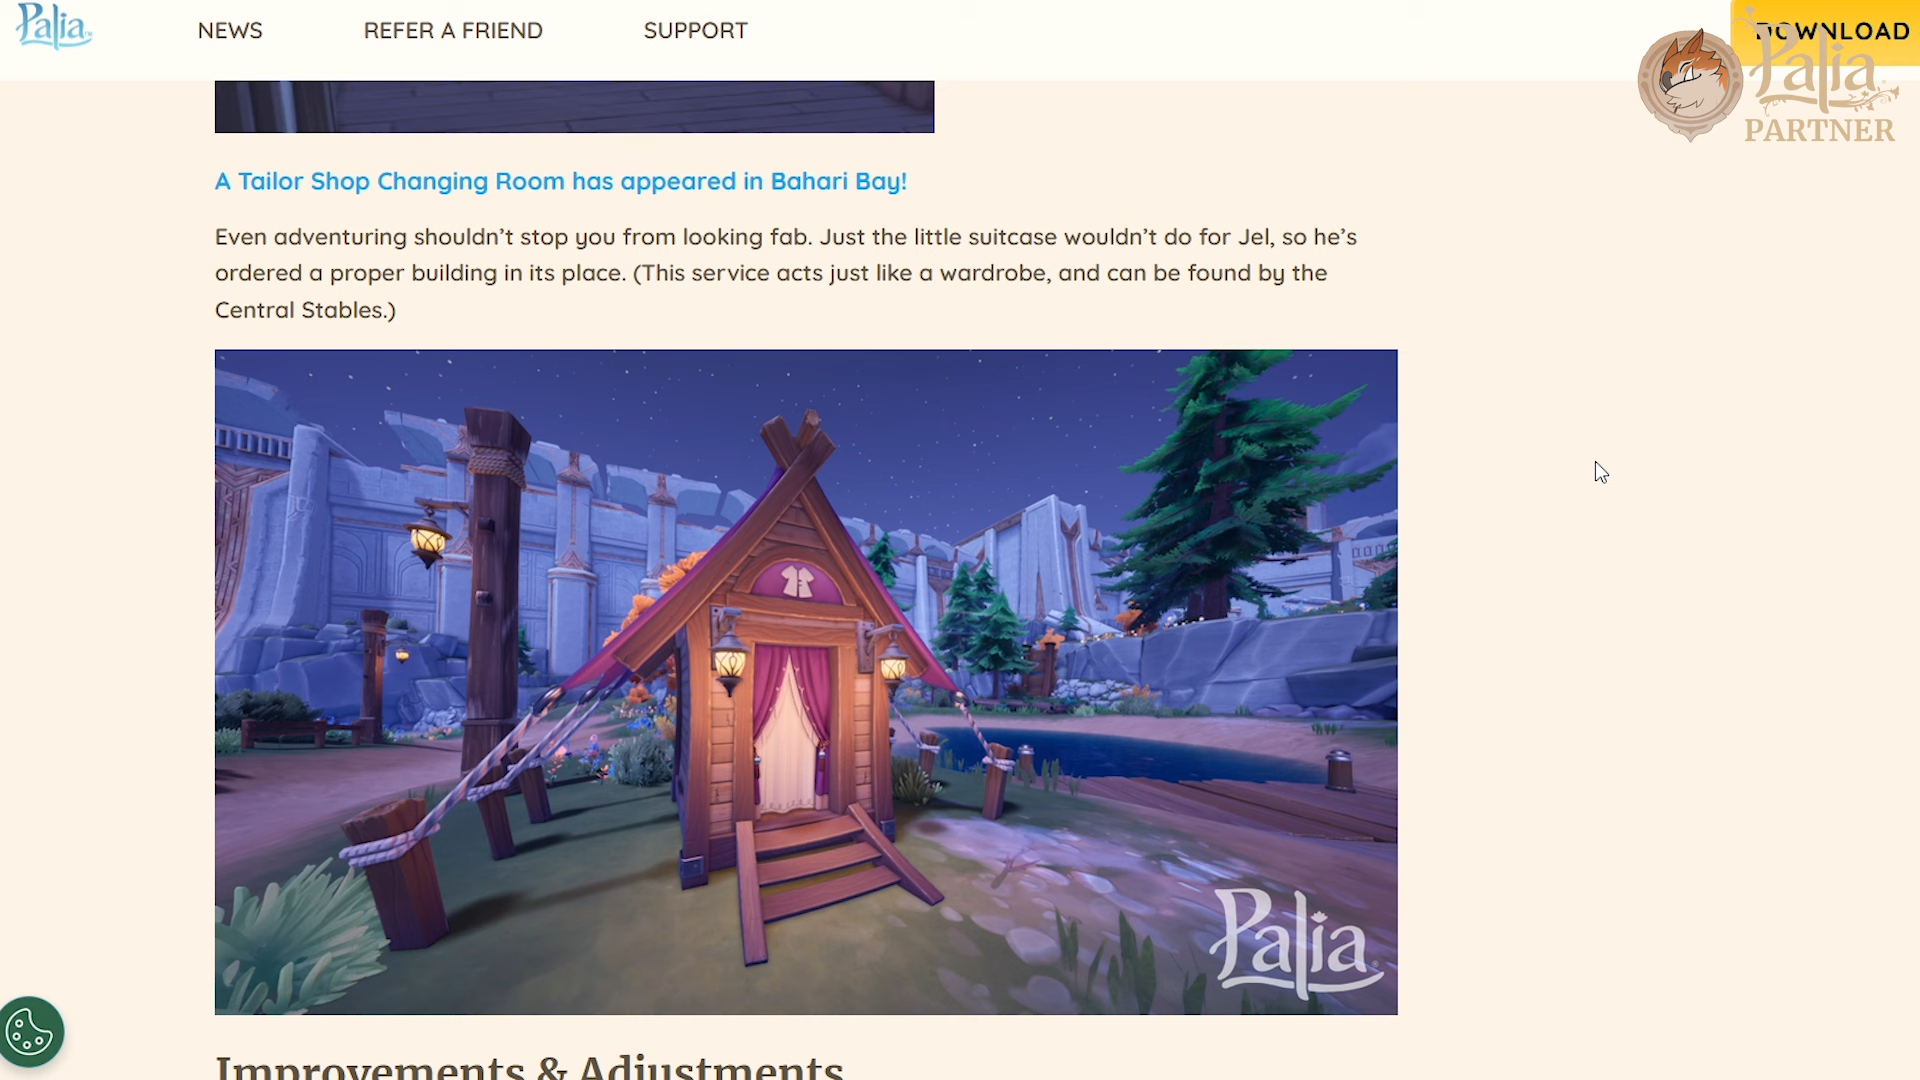 Palia
NEWS
REFER A FRIEND
SUPPORT
DOWNLOAD
Palia
PARTNER
A Tailor Shop Changing Room has appeared in Bahari Bay!
Even adventuring shouldn’t stop you from looking fab. Just the little suitcase wouldn’t do for Jel, so he’s
ordered a proper building in its place. (This service acts just like a wardrobe, and can be found by the
Central Stables.)
Palia
Improvements & Adjustments